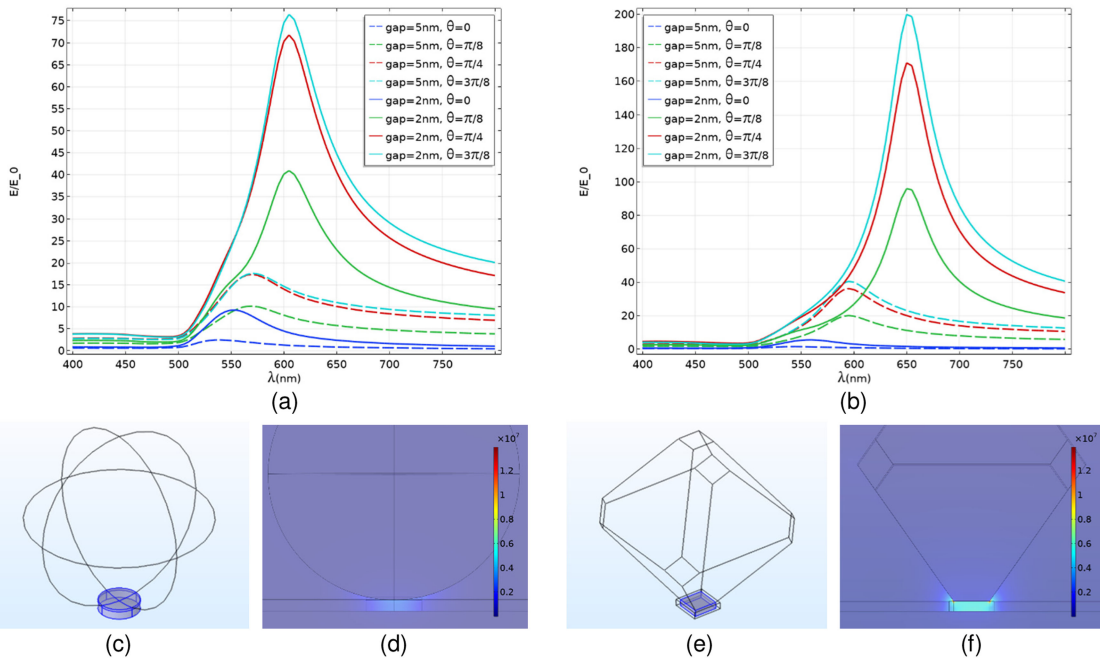 75
70
65
60
55
50
45
40
35
30
25
20
15
10
5
0
E/E_0
400 450 500 550 600 650 700 750
λ(nm)
gap=5nm, θ=0
gap=5nm, θ=π/8
gap=5nm, θ=π/4
gap=5nm, θ=3π/8
gap=2nm, θ=0
gap=2nm, θ=π/8
gap=2nm, θ=π/4
gap=2nm, θ=3π/8
(a)
200
180
160
140
120
100
80
60
40
20
0
E/E_0
400 450 500 550 600 650 700 750
λ(nm)
gap=5nm, θ=0
gap=5nm, θ=π/8
gap=5nm, θ=π/4
gap=5nm, θ=3π/8
gap=2nm, θ=0
gap=2nm, θ=π/8
gap=2nm, θ=π/4
gap=2nm, θ=3π/8
(b)
(c)
×10⁷
1.2
1
0.8
0.6
0.4
0.2
(d)
(e)
×10⁷
1.2
1
0.8
0.6
0.4
0.2
(f)